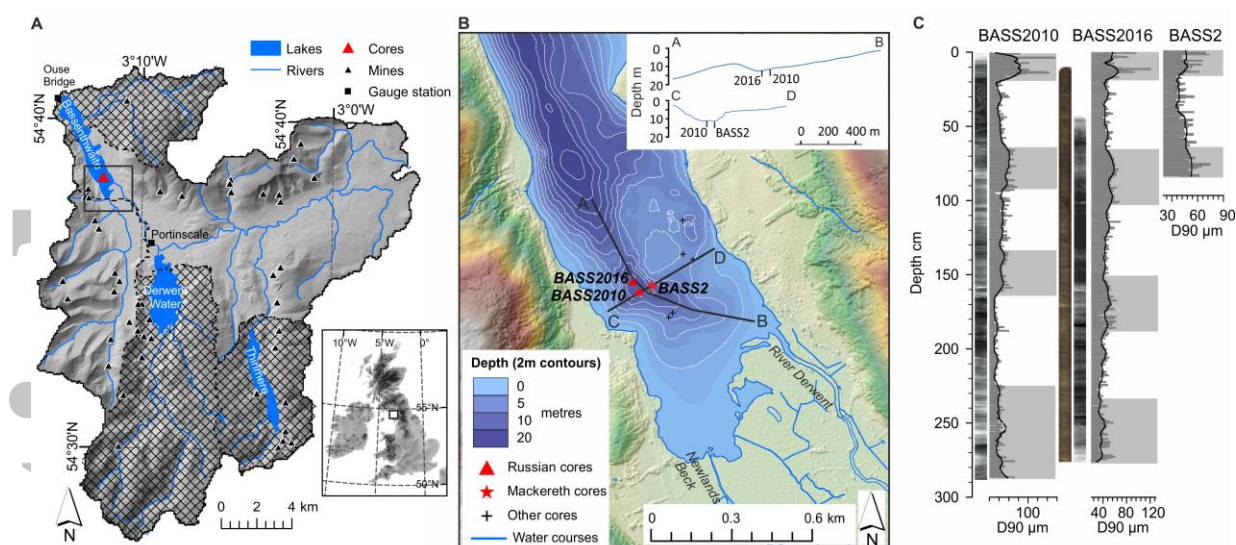 A
Lakes
Cores
Rivers
Mines
Gauge station
3°10'
Ouse
Bridge
54°40'N
Bassenthwaite
3°0W
54°40'N
Portinscale
Derwent
Water
Thirlmere
54°30'N
N
0 2 4 km
10°W 5°W 0°
55°N
50°N
B
A B
0
10
20
2016 2010
C D
0
10
20
2010 BASS2
Depth m
0 200 400 m
A
D
BASS2016
BASS2
BASS2010
C
B
River Derwent
Newlands
Beck
Depth (2m contours)
0
5
10
20
metres
Russian cores
Mackereth cores
Other cores
Water courses
0 0.3 0.6 km
N
C
BASS2010 BASS2016 BASS2
0
50
100
150
200
250
300
Depth cm
30 60 90
D90 µm
100
D90 µm
40 80 120
D90 µm